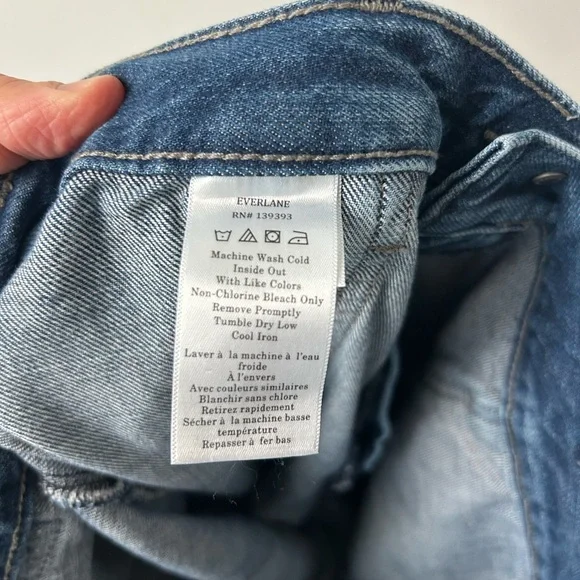 EVERLANE
RN# 139393
Machine Wash Cold
Inside Out
With Like Colors
Non-Chlorine Bleach Only
Remove Promptly
Tumble Dry Low
Cool Iron
Laver à la machine à l'eau
froide
À l'envers
Avec couleurs similaires
Blanchir sans chlore
Retirez rapidement
Sécher à la machine basse
température
Repasser à fer bas